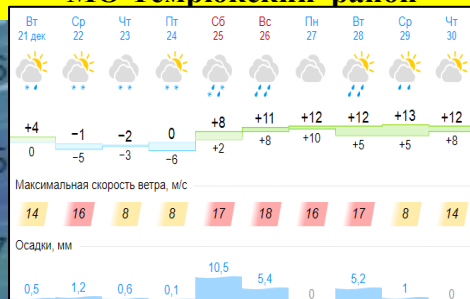 МО Темрюкский район
Вт Ср Чт Пт Сб Вс Пн Вт Ср Чт
21 дек 22 23 24 25 26 27 28 29 30
+4 −1 −2 0 +8 +11 +12 +12 +13 +12
0 −5 −3 −6 +2 +8 +10 +5 +5 +8
Максимальная скорость ветра, м/с
14 16 8 8 17 18 16 17 8 14
Осадки, мм
0,5 1,2 0,6 0,1 10,5 5,4 0 5,2 1 0